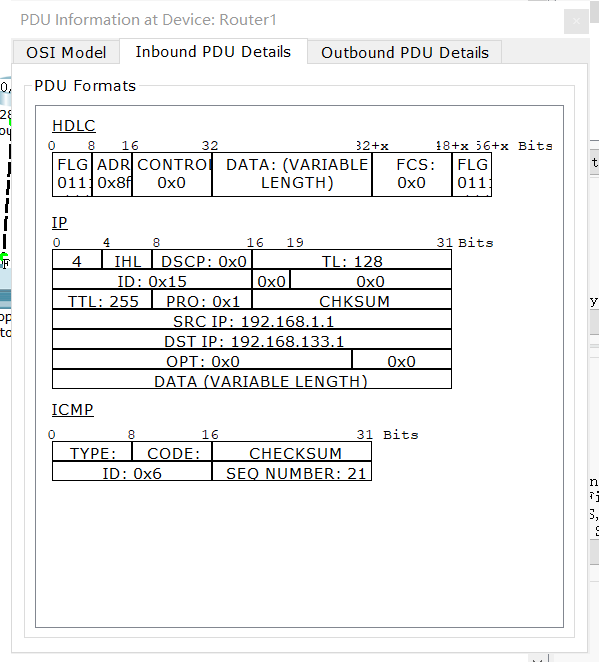 PDU Information at Device: Router1
×
OSI Model Inbound PDU Details Outbound PDU Details
PDU Formats
HDLC
0 8 16 32 32+x 48+x 56+x Bits
FLG ADR CONTROL DATA: (VARIABLE FCS: FLG
0111 0x8f 0x0 LENGTH) 0x0 0111
IP
0 4 8 16 19 31 Bits
4 IHL DSCP: 0x0 TL: 128
ID: 0x15 0x0 0x0
TTL: 255 PRO: 0x1 CHKSUM
SRC IP: 192.168.1.1
DST IP: 192.168.133.1
OPT: 0x0 0x0
DATA (VARIABLE LENGTH)
ICMP
0 8 16 31 Bits
TYPE: CODE: CHECKSUM
ID: 0x6 SEQ NUMBER: 21